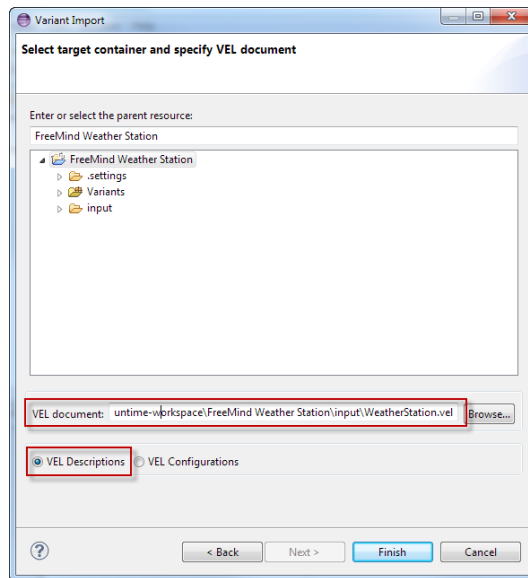 Variant Import
Select target container and specify VEL document
Enter or select the parent resource:
FreeMind Weather Station
FreeMind Weather Station
.settings
Variants
input
VEL document: untime-workspace\FreeMind Weather Station\input\WeatherStation.vel Browse...
VEL Descriptions VEL Configurations
? < Back Next > Finish Cancel